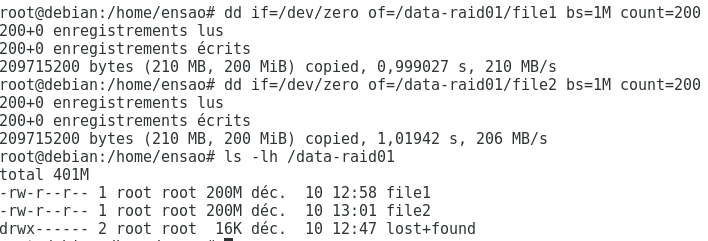 root@debian:/home/ensao# dd if=/dev/zero of=/data-raid01/file1 bs=1M count=200
200+0 enregistrements lus
200+0 enregistrements écrits
209715200 bytes (210 MB, 200 MiB) copied, 0,999027 s, 210 MB/s
root@debian:/home/ensao# dd if=/dev/zero of=/data-raid01/file2 bs=1M count=200
200+0 enregistrements lus
200+0 enregistrements écrits
209715200 bytes (210 MB, 200 MiB) copied, 1,01942 s, 206 MB/s
root@debian:/home/ensao# ls -lh /data-raid01
total 401M
-rw-r--r-- 1 root root 200M déc.  10 12:58 file1
-rw-r--r-- 1 root root 200M déc.  10 13:01 file2
drwx------ 2 root root  16K déc.  10 12:47 lost+found